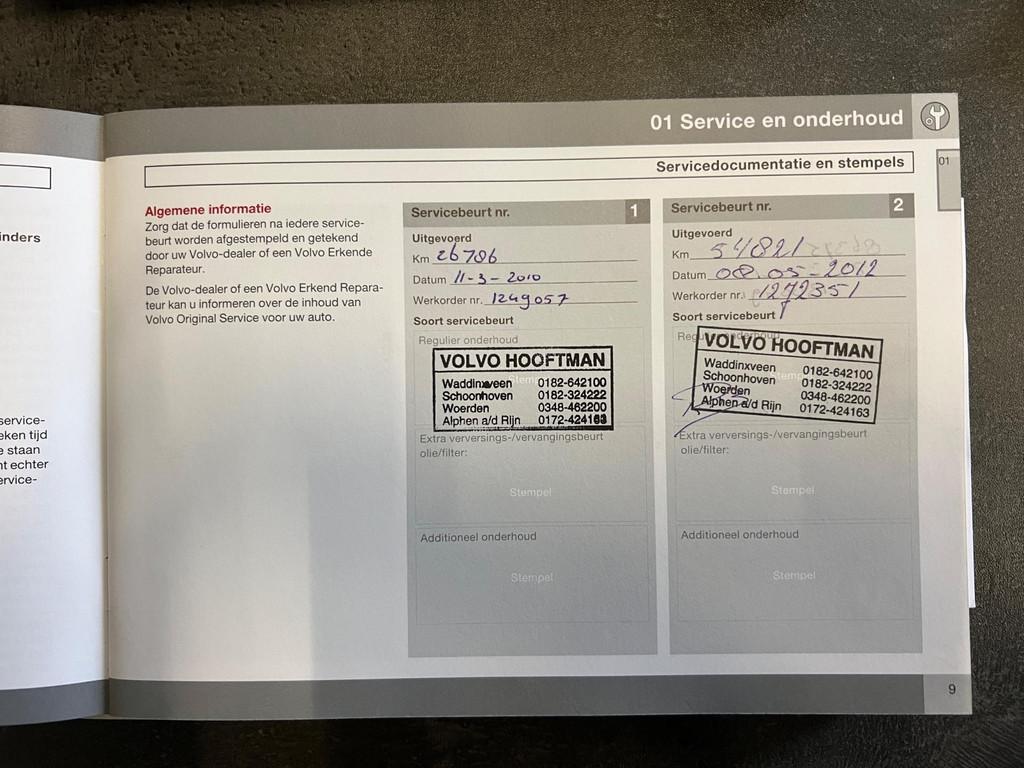 01 Service en onderhoud
Servicedocumentatie en stempels
01
inders
service-
eken tijd
e staan
nt echter
ervice-
Algemene informatie
Zorg dat de formulieren na iedere service-
beurt worden afgestempeld en getekend
door uw Volvo-dealer of een Volvo Erkende
Reparateur.
De Volvo-dealer of een Volvo Erkend Repara-
teur kan u informeren over de inhoud van
Volvo Original Service voor uw auto.
Servicebeurt nr. 1
Uitgevoerd
Km 26706
Datum 11-3-2010
Werkorder nr. 1249057
Soort servicebeurt
Regulier onderhoud
VOLVO HOOFTMAN
Waddinxveen 0182-642100
Schoonhoven 0182-324222
Woerden 0348-462200
Alphen a/d Rijn 0172-424163
Extra verversings-/vervangingsbeurt
olie/filter:
Stempel
Additioneel onderhoud
Stempel
Servicebeurt nr. 2
Uitgevoerd
Km 54821
Datum 08.05-2012
Werkorder nr. 1272351
Soort servicebeurt
Regulier onderhoud
VOLVO HOOFTMAN
Waddinxveen 0182-642100
Schoonhoven 0182-324222
Woerden 0348-462200
Alphen a/d Rijn 0172-424163
Extra verversings-/vervangingsbeurt
olie/filter:
Stempel
Additioneel onderhoud
Stempel
9